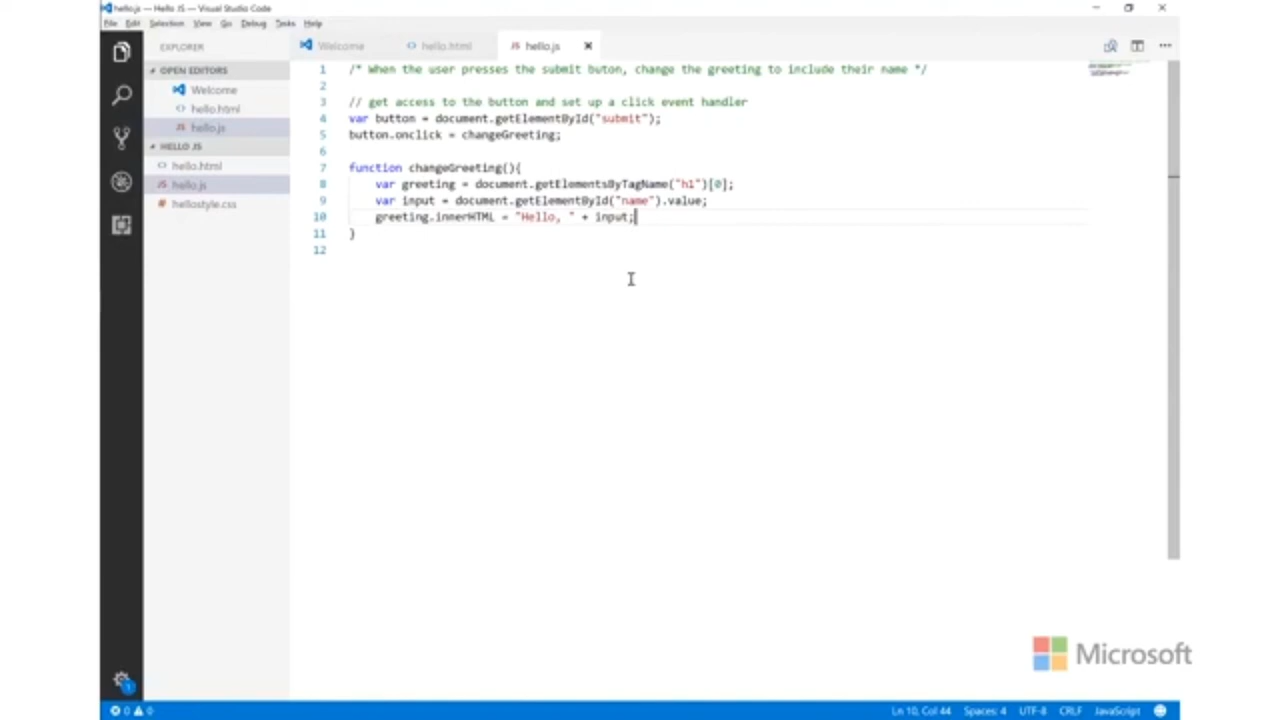 hello.js — Hello JS — Visual Studio Code
File Edit Selection View Go Debug Tasks Help
EXPLORER
OPEN EDITORS
Welcome
hello.html
hello.js
HELLO JS
hello.html
hello.js
hellostyle.css
Welcome hello.html JS hello.js
1 /* When the user presses the submit buton, change the greeting to include their name */
2
3 // get access to the button and set up a click event handler
4 var button = document.getElementById("submit");
5 button.onclick = changeGreeting;
6
7 function changeGreeting(){
8 var greeting = document.getElementsByTagName("h1")[0];
9 var input = document.getElementById("name").value;
10 greeting.innerHTML = "Hello, " + input;
11 }
12
Microsoft
1
0 0 Ln 10, Col 44 Spaces: 4 UTF-8 CRLF JavaScript